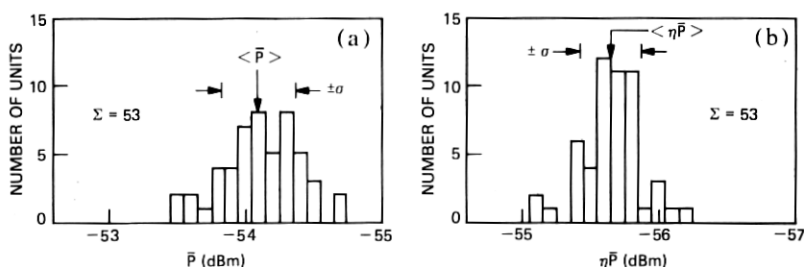 NUMBER OF UNITS
15
10
5
0
(a)
< P̄ >
±σ
Σ = 53
−53
−54
−55
P̄ (dBm)
NUMBER OF UNITS
15
10
5
0
(b)
< ηP̄ >
± σ
Σ = 53
−55
−56
−57
ηP̄ (dBm)